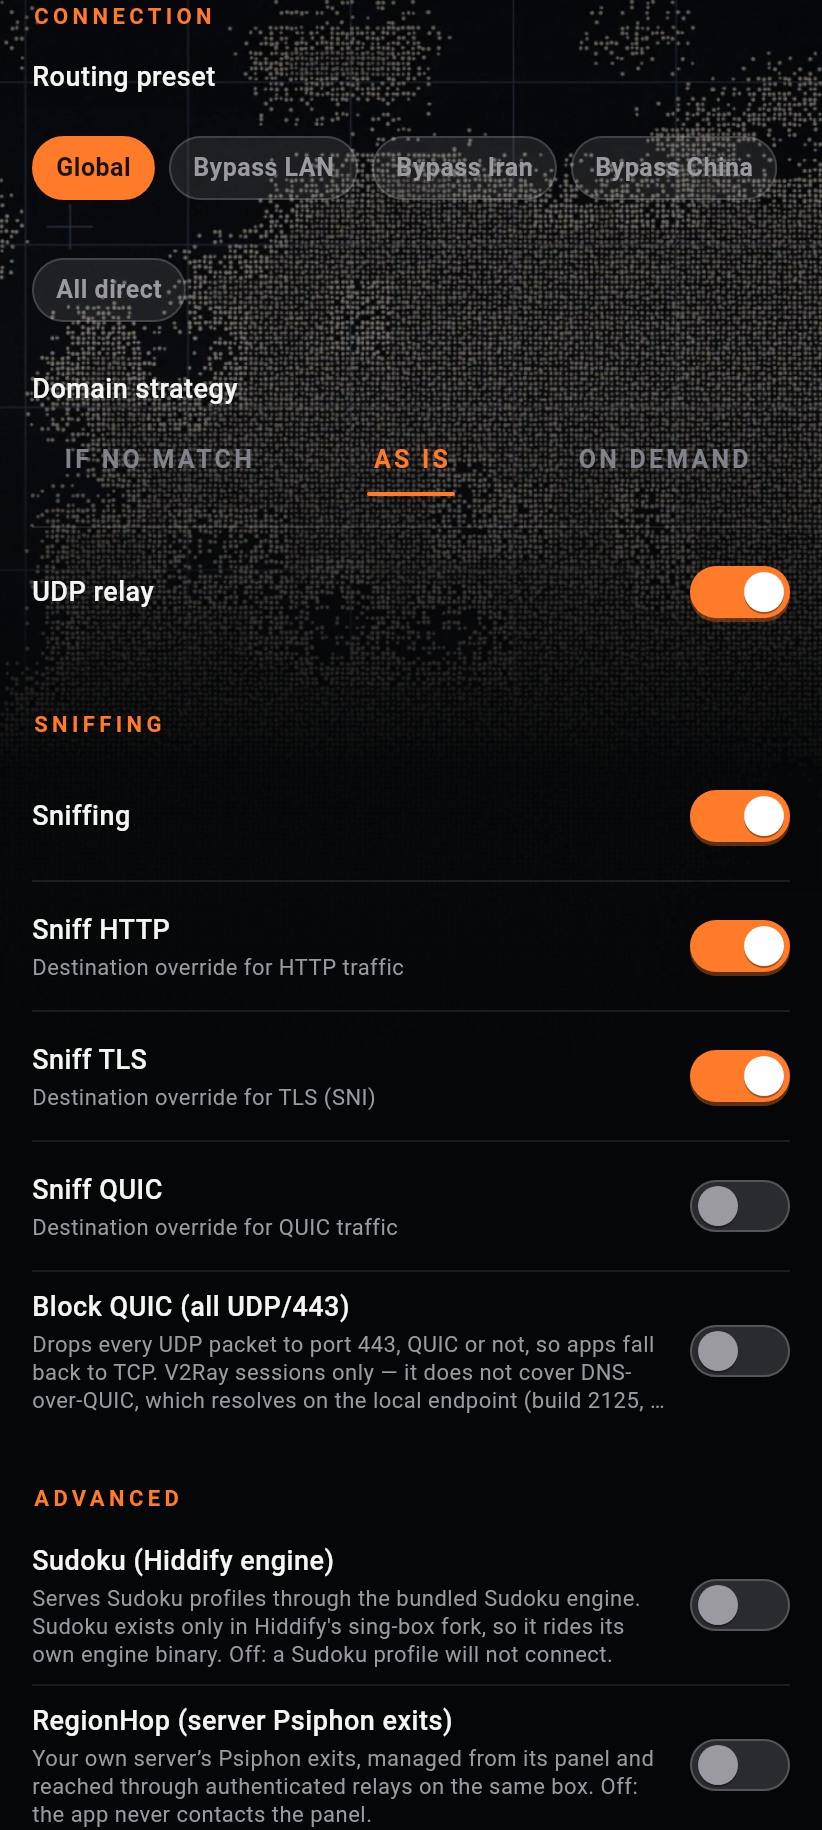 CONNECTION
Routing preset
Global
Bypass LAN
Bypass Iran
Bypass China
All direct
Domain strategy
IF NO MATCH
AS IS
ON DEMAND
UDP relay
SNIFFING
Sniffing
Sniff HTTP
Destination override for HTTP traffic
Sniff TLS
Destination override for TLS (SNI)
Sniff QUIC
Destination override for QUIC traffic
Block QUIC (all UDP/443)
Drops every UDP packet to port 443, QUIC or not, so apps fall
back to TCP. V2Ray sessions only — it does not cover DNS-
over-QUIC, which resolves on the local endpoint (build 2125, …
ADVANCED
Sudoku (Hiddify engine)
Serves Sudoku profiles through the bundled Sudoku engine.
Sudoku exists only in Hiddify's sing-box fork, so it rides its
own engine binary. Off: a Sudoku profile will not connect.
RegionHop (server Psiphon exits)
Your own server’s Psiphon exits, managed from its panel and
reached through authenticated relays on the same box. Off:
the app never contacts the panel.